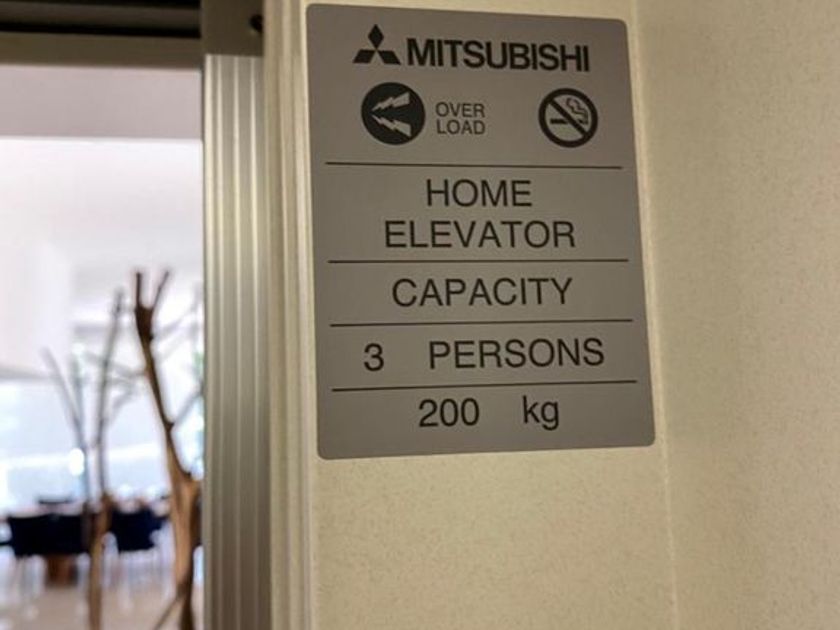 MITSUBISHI
OVER
LOAD
HOME
ELEVATOR
CAPACITY
3 PERSONS
200 kg